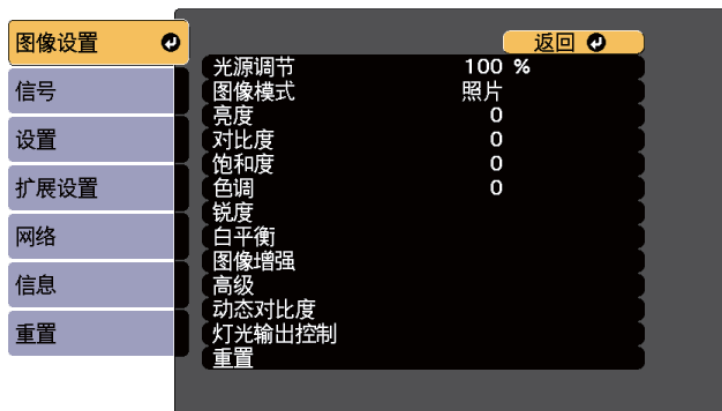 图像设置
信号
设置
扩展设置
网络
信息
重置
返回
光源调节 100 %
图像模式 照片
亮度 0
对比度 0
饱和度 0
色调 0
锐度
白平衡
图像增强
高级
动态对比度
灯光输出控制
重置